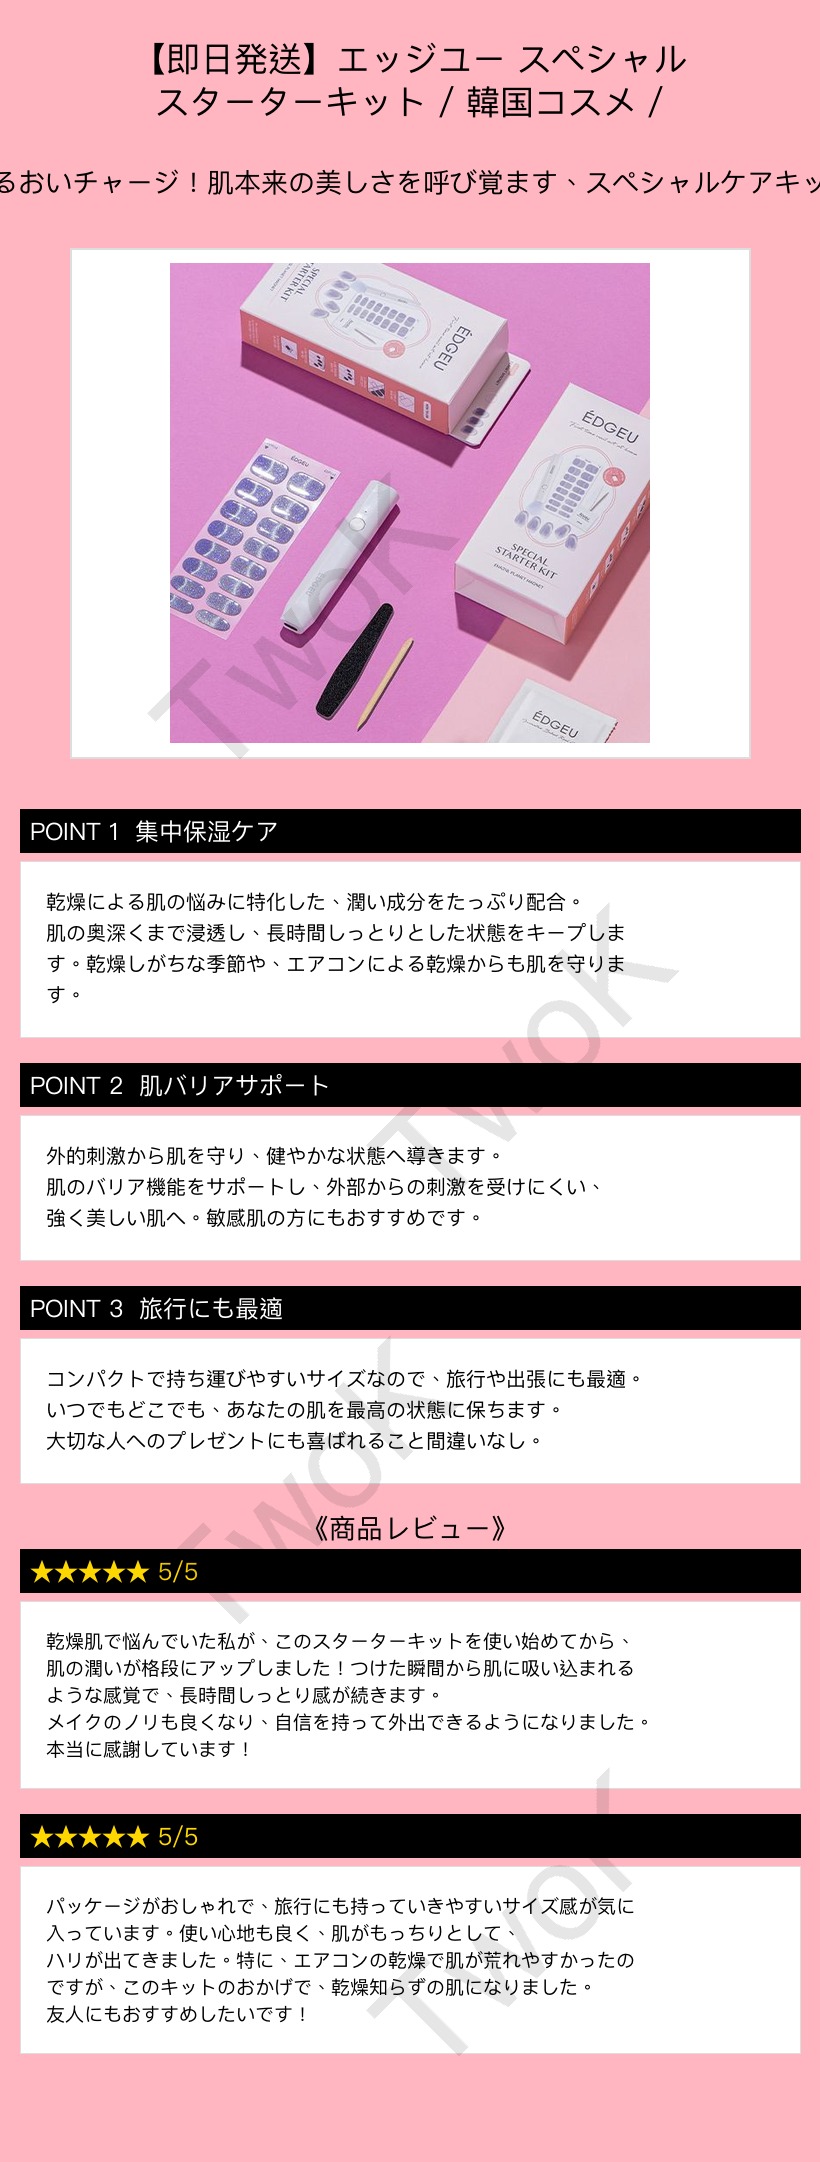 【即日発送】エッジユー スペシャル
スターターキット / 韓国コスメ /
るおいチャージ！肌本来の美しさを呼び覚ます、スペシャルケアキッ
SPECIAL
STARTER KIT
ÉDGEU
ÉDGEU
ÉDGEU
SPECIAL
STARTER KIT
ÉDGEU
TwoK
POINT 1 集中保湿ケア
乾燥による肌の悩みに特化した、潤い成分をたっぷり配合。
肌の奥深くまで浸透し、長時間しっとりとした状態をキープしま
す。乾燥しがちな季節や、エアコンによる乾燥からも肌を守りま
す。
TwoK
POINT 2 肌バリアサポート
外的刺激から肌を守り、健やかな状態へ導きます。
肌のバリア機能をサポートし、外部からの刺激を受けにくい、
強く美しい肌へ。敏感肌の方にもおすすめです。
POINT 3 旅行にも最適
コンパクトで持ち運びやすいサイズなので、旅行や出張にも最適。
いつでもどこでも、あなたの肌を最高の状態に保ちます。
大切な人へのプレゼントにも喜ばれること間違いなし。
TwoK
《商品レビュー》
★★★★★ 5/5
乾燥肌で悩んでいた私が、このスターターキットを使い始めてから、
肌の潤いが格段にアップしました！つけた瞬間から肌に吸い込まれる
ような感覚で、長時間しっとり感が続きます。
メイクのノリも良くなり、自信を持って外出できるようになりました。
本当に感謝しています！
★★★★★ 5/5
パッケージがおしゃれで、旅行にも持っていきやすいサイズ感が気に
入っています。使い心地も良く、肌がもっちりとして、
ハリが出てきました。特に、エアコンの乾燥で肌が荒れやすかったの
ですが、このキットのおかげで、乾燥知らずの肌になりました。
友人にもおすすめしたいです！
TwoK